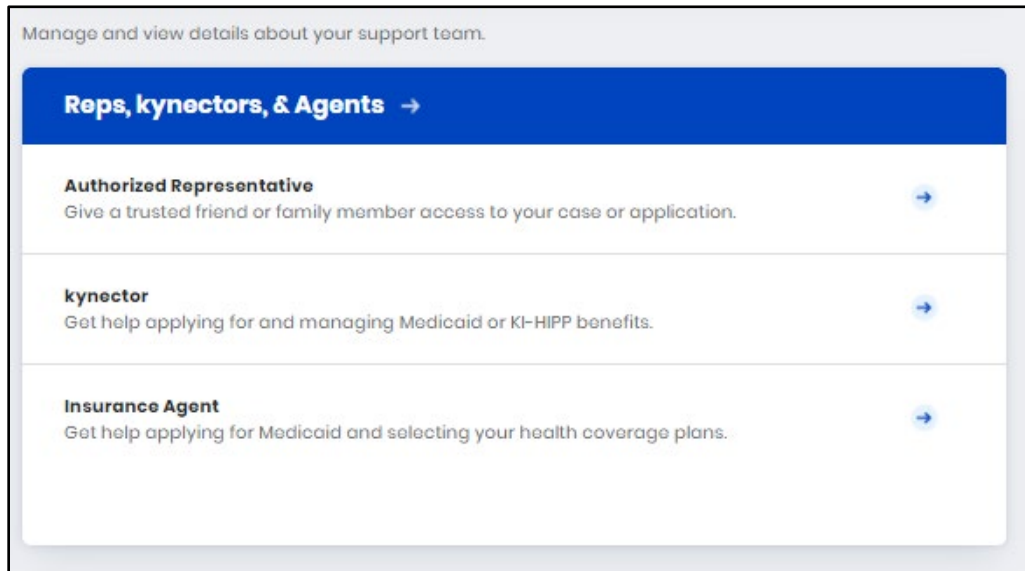 Manage and view details about your support team.
Reps, kynectors, & Agents →
Authorized Representative
Give a trusted friend or family member access to your case or application.
kynector
Get help applying for and managing Medicaid or KI-HIPP benefits.
Insurance Agent
Get help applying for Medicaid and selecting your health coverage plans.